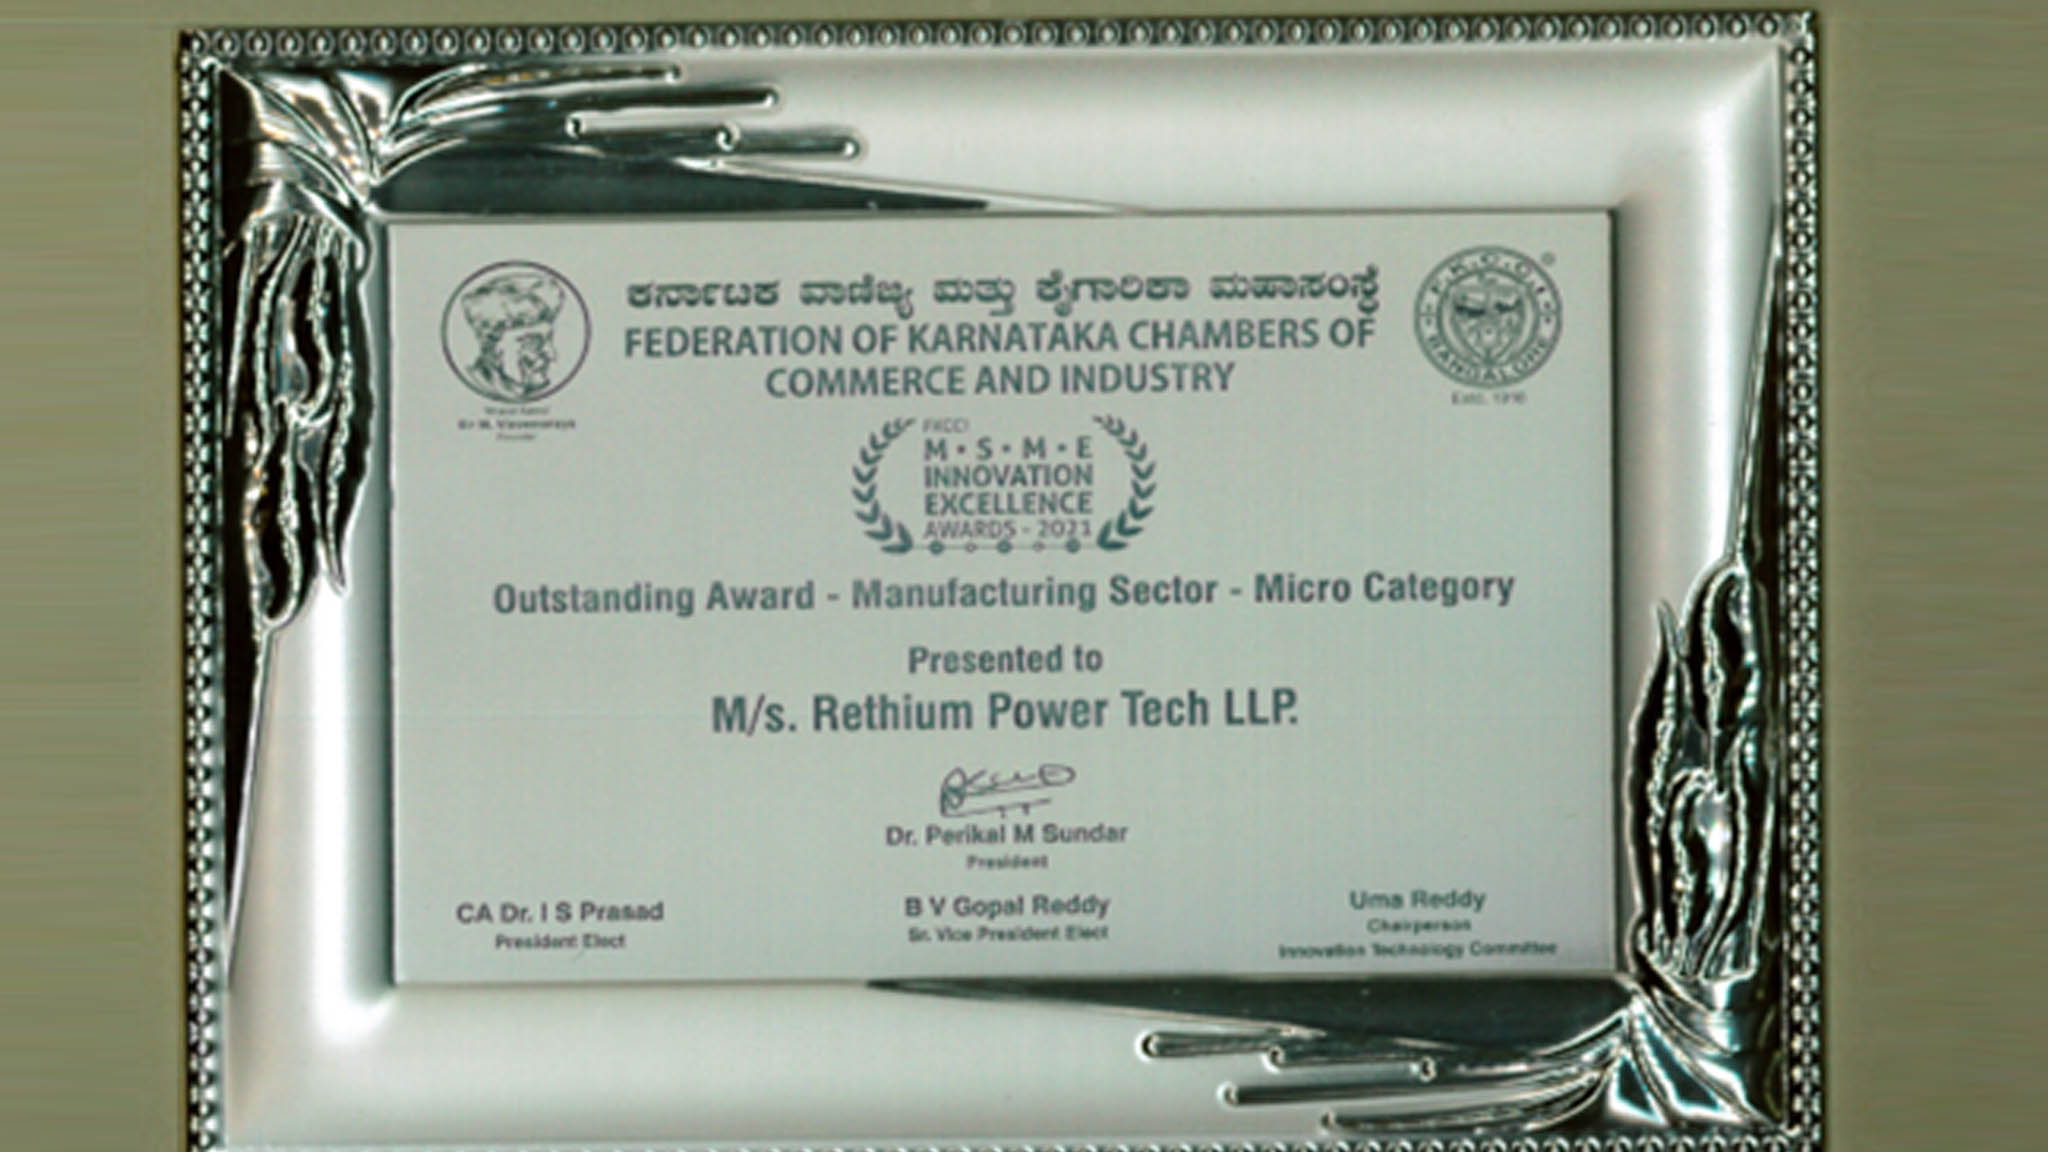 ಕರ್ನಾಟಕ ವಾಣಿಜ್ಯ ಮತ್ತು ಕೈಗಾರಿಕಾ ಮಹಾಸಂಸ್ಥೆ
FEDERATION OF KARNATAKA CHAMBERS OF
COMMERCE AND INDUSTRY
F.K.C.C.I
BANGALORE
®
Estd. 1916
Founder
FKCCI
M • S • M • E
INNOVATION
EXCELLENCE
AWARDS - 2021
Outstanding Award - Manufacturing Sector - Micro Category
Presented to
M/s. Rethium Power Tech LLP.
Dr. Perikal M Sundar
President
CA Dr. I S Prasad
President Elect
B V Gopal Reddy
Sr. Vice President Elect
Uma Reddy
Chairperson
Innovation Technology Committee